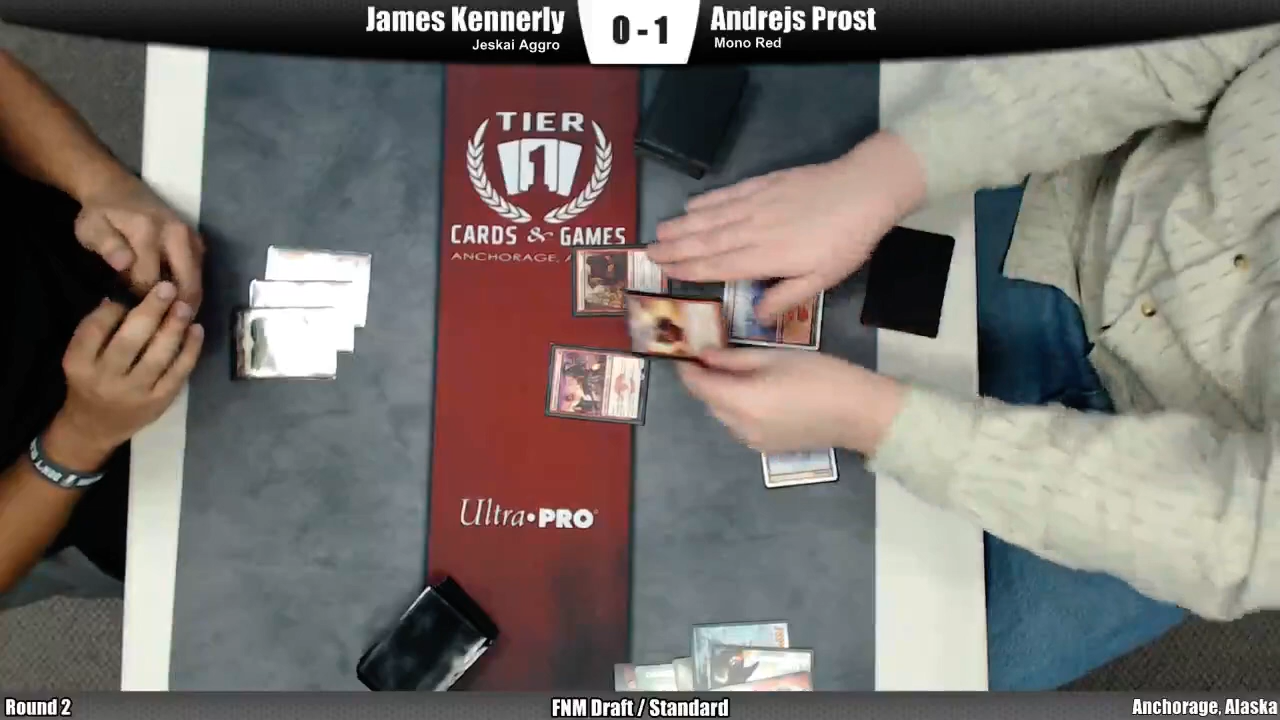 James Kennerly
Jeskai Aggro
0 - 1
Andrejs Prost
Mono Red
TIER
1
CARDS & GAMES
ANCHORAGE,
Ultra•PRO
Round 2
FNM Draft / Standard
Anchorage, Alaska